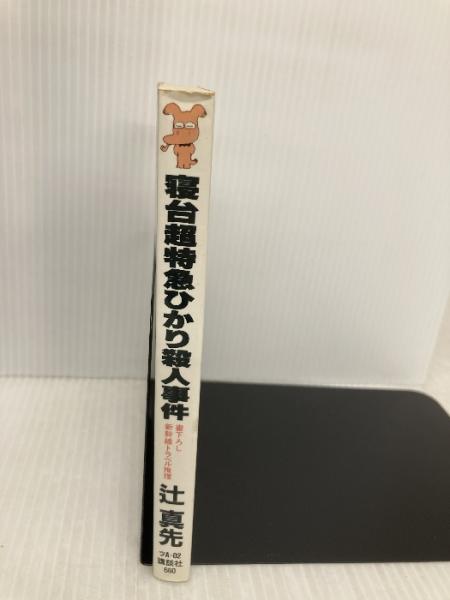 寝台超特急ひかり殺人事件
書下ろし
新幹線トラベル推理
辻真先
ツA-02
講談社
660